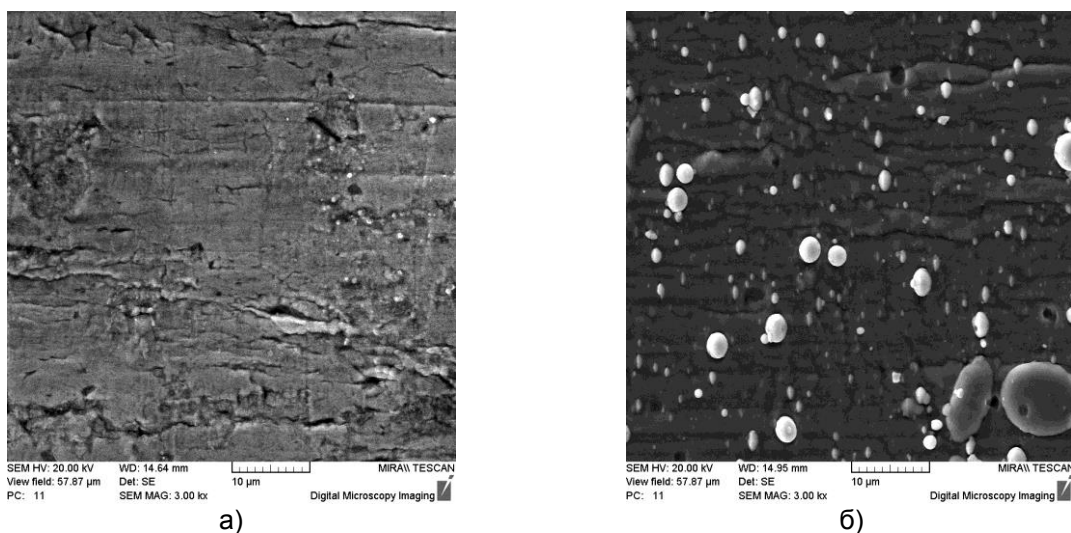 SEM HV: 20.00 kV WD: 14.64 mm MIRA\\ TESCAN
View field: 57.87 µm Det: SE 10 µm
PC: 11 SEM MAG: 3.00 kx Digital Microscopy Imaging
а)
SEM HV: 20.00 kV WD: 14.95 mm MIRA\\ TESCAN
View field: 57.87 µm Det: SE 10 µm
PC: 11 SEM MAG: 3.00 kx Digital Microscopy Imaging
б)